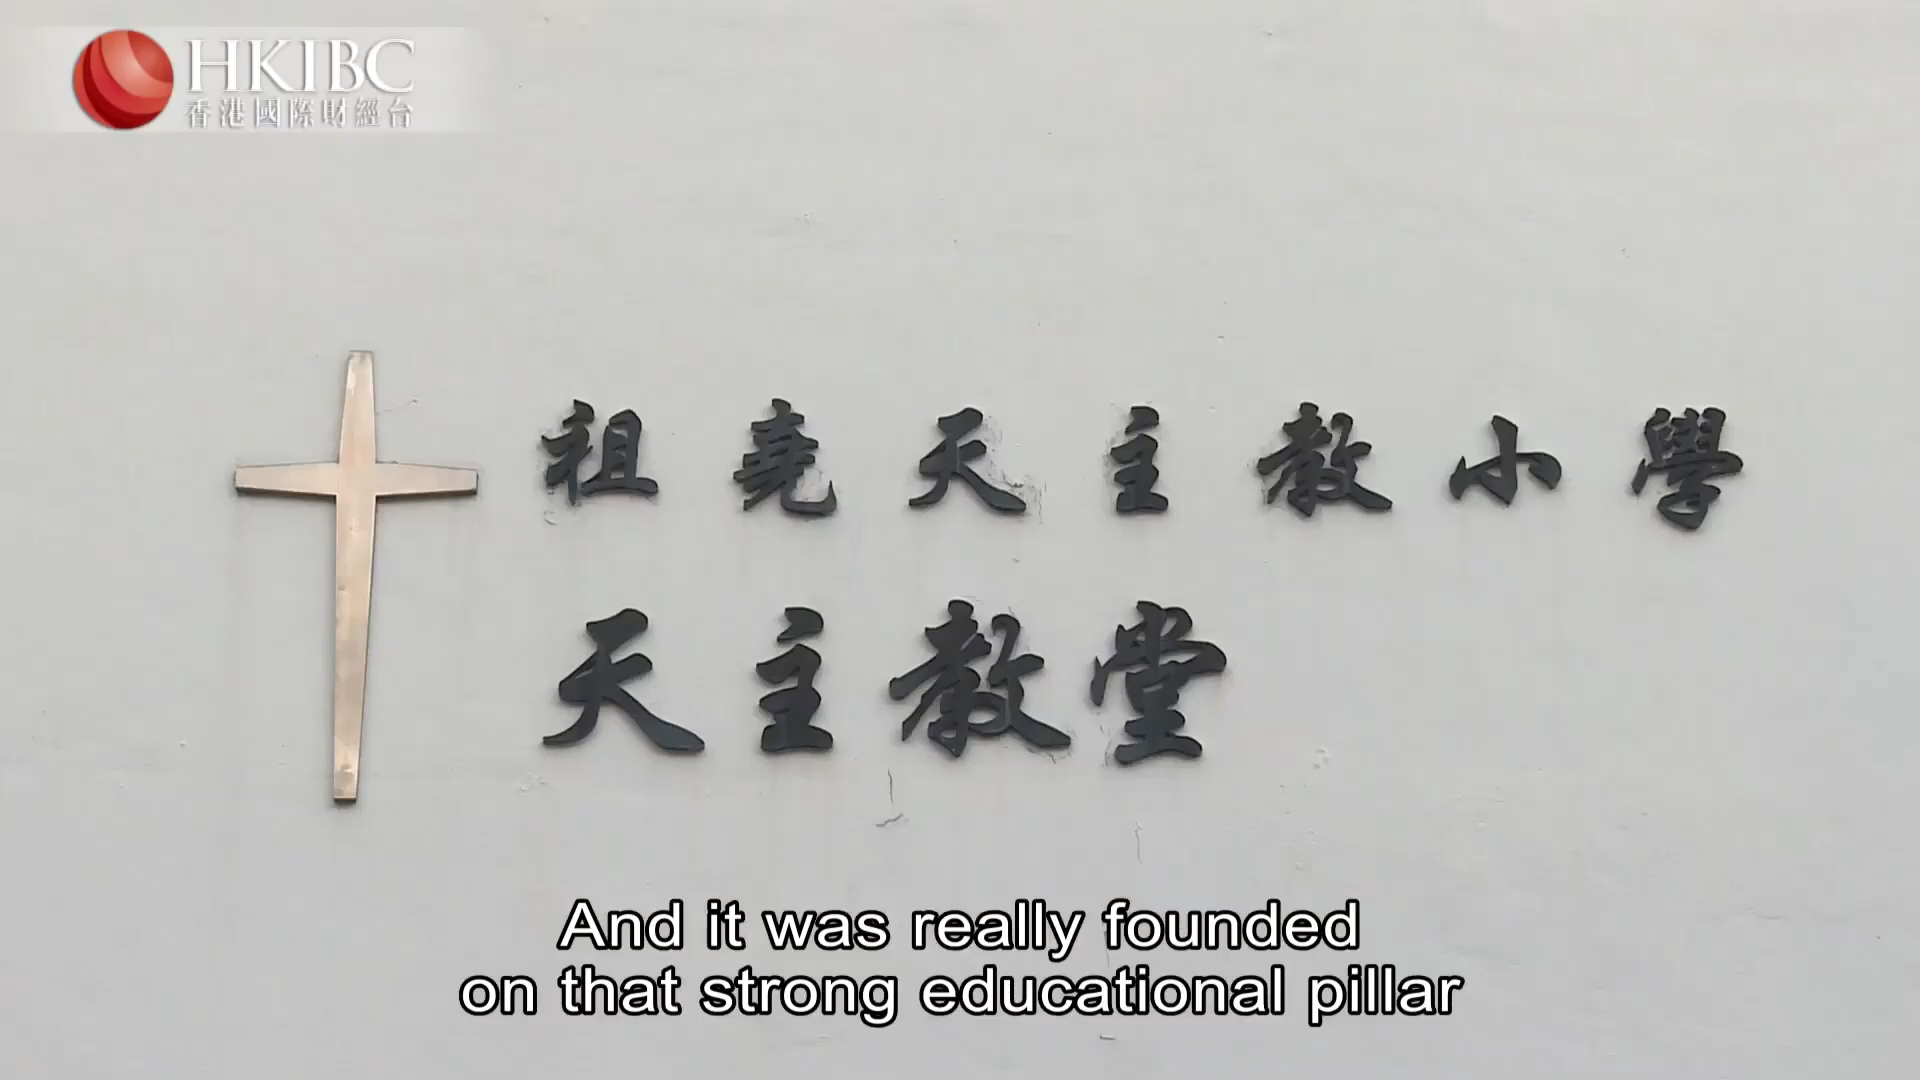 HKIBC
香港國際財經台
祖堯天主教小學
天主教堂
And it was really founded
on that strong educational pillar